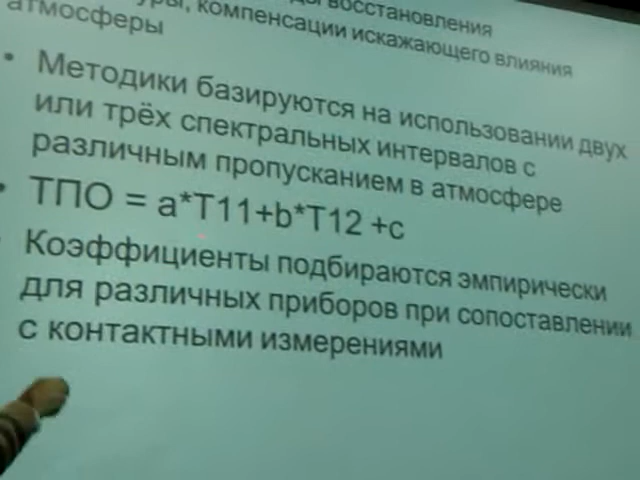 восстановления
компенсации искажающего влияния
атмосферы
• Методики базируются на использовании двух
или трёх спектральных интервалов с
различным пропусканием в атмосфере
• ТПО = a*T11+b*T12 +c
• Коэффициенты подбираются эмпирически
для различных приборов при сопоставлении
с контактными измерениями